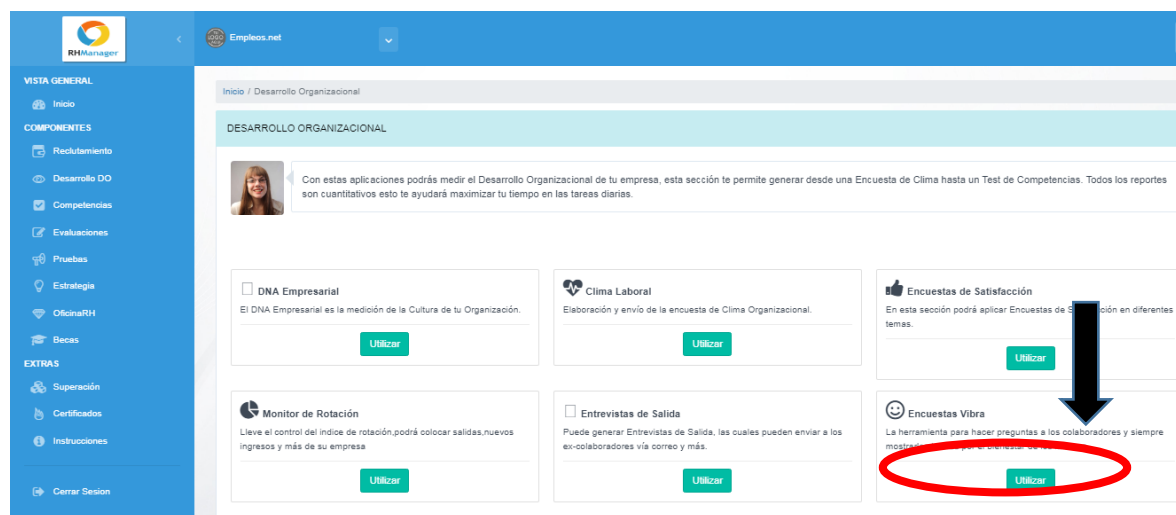 RHManager
Empleos.net
VISTA GENERAL
Inicio
COMPONENTES
Reclutamiento
Desarrollo DO
Competencias
Evaluaciones
Pruebas
Estrategia
OficinaRH
Becas
EXTRAS
Superación
Certificados
Instrucciones
Cerrar Sesion
Inicio / Desarrollo Organizacional
DESARROLLO ORGANIZACIONAL
Con estas aplicaciones podrás medir el Desarrollo Organizacional de tu empresa, esta sección te permite generar desde una Encuesta de Clima hasta un Test de Competencias. Todos los reportes
son cuantitativos esto te ayudará maximizar tu tiempo en las tareas diarias.
DNA Empresarial
El DNA Empresarial es la medición de la Cultura de tu Organización.
Utilizar
Clima Laboral
Elaboración y envío de la encuesta de Clima Organizacional.
Utilizar
Encuestas de Satisfacción
En esta sección podrá aplicar Encuestas de en diferentes
temas.
Utilizar
Monitor de Rotación
Lleve el control del indice de rotación,podrá colocar salidas,nuevos
ingresos y más de su empresa
Utilizar
Entrevistas de Salida
Puede generar Entrevistas de Salida, las cuales pueden enviar a los
ex-colaboradores vía correo y más.
Utilizar
Encuestas Vibra
La herramienta para hacer preguntas a los colaboradores y siempre
Utilizar